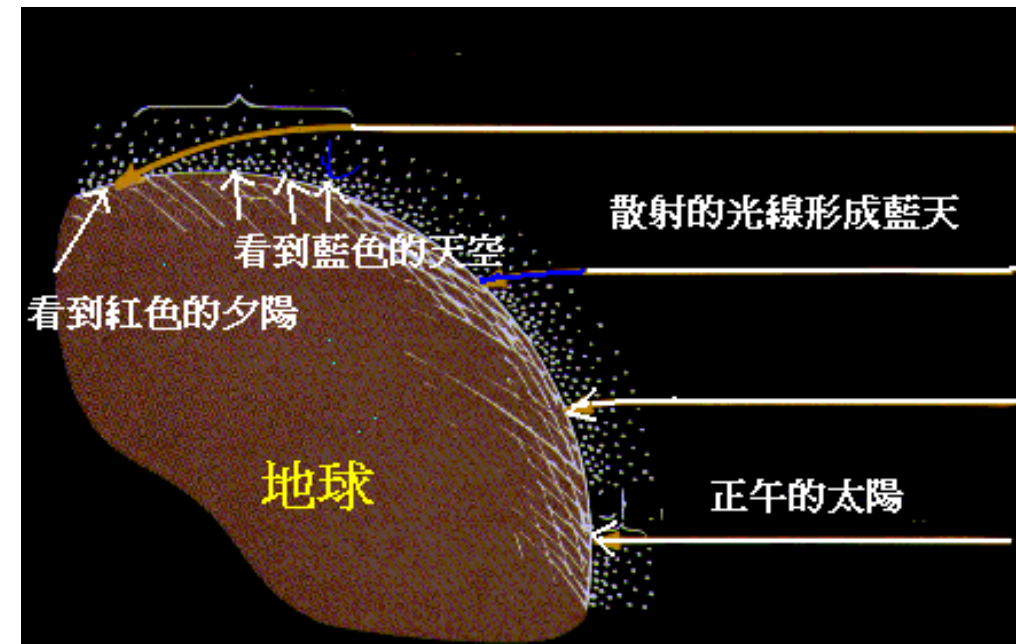 散射的光線形成藍天
看到藍色的天空
看到紅色的夕陽
地球
正午的太陽